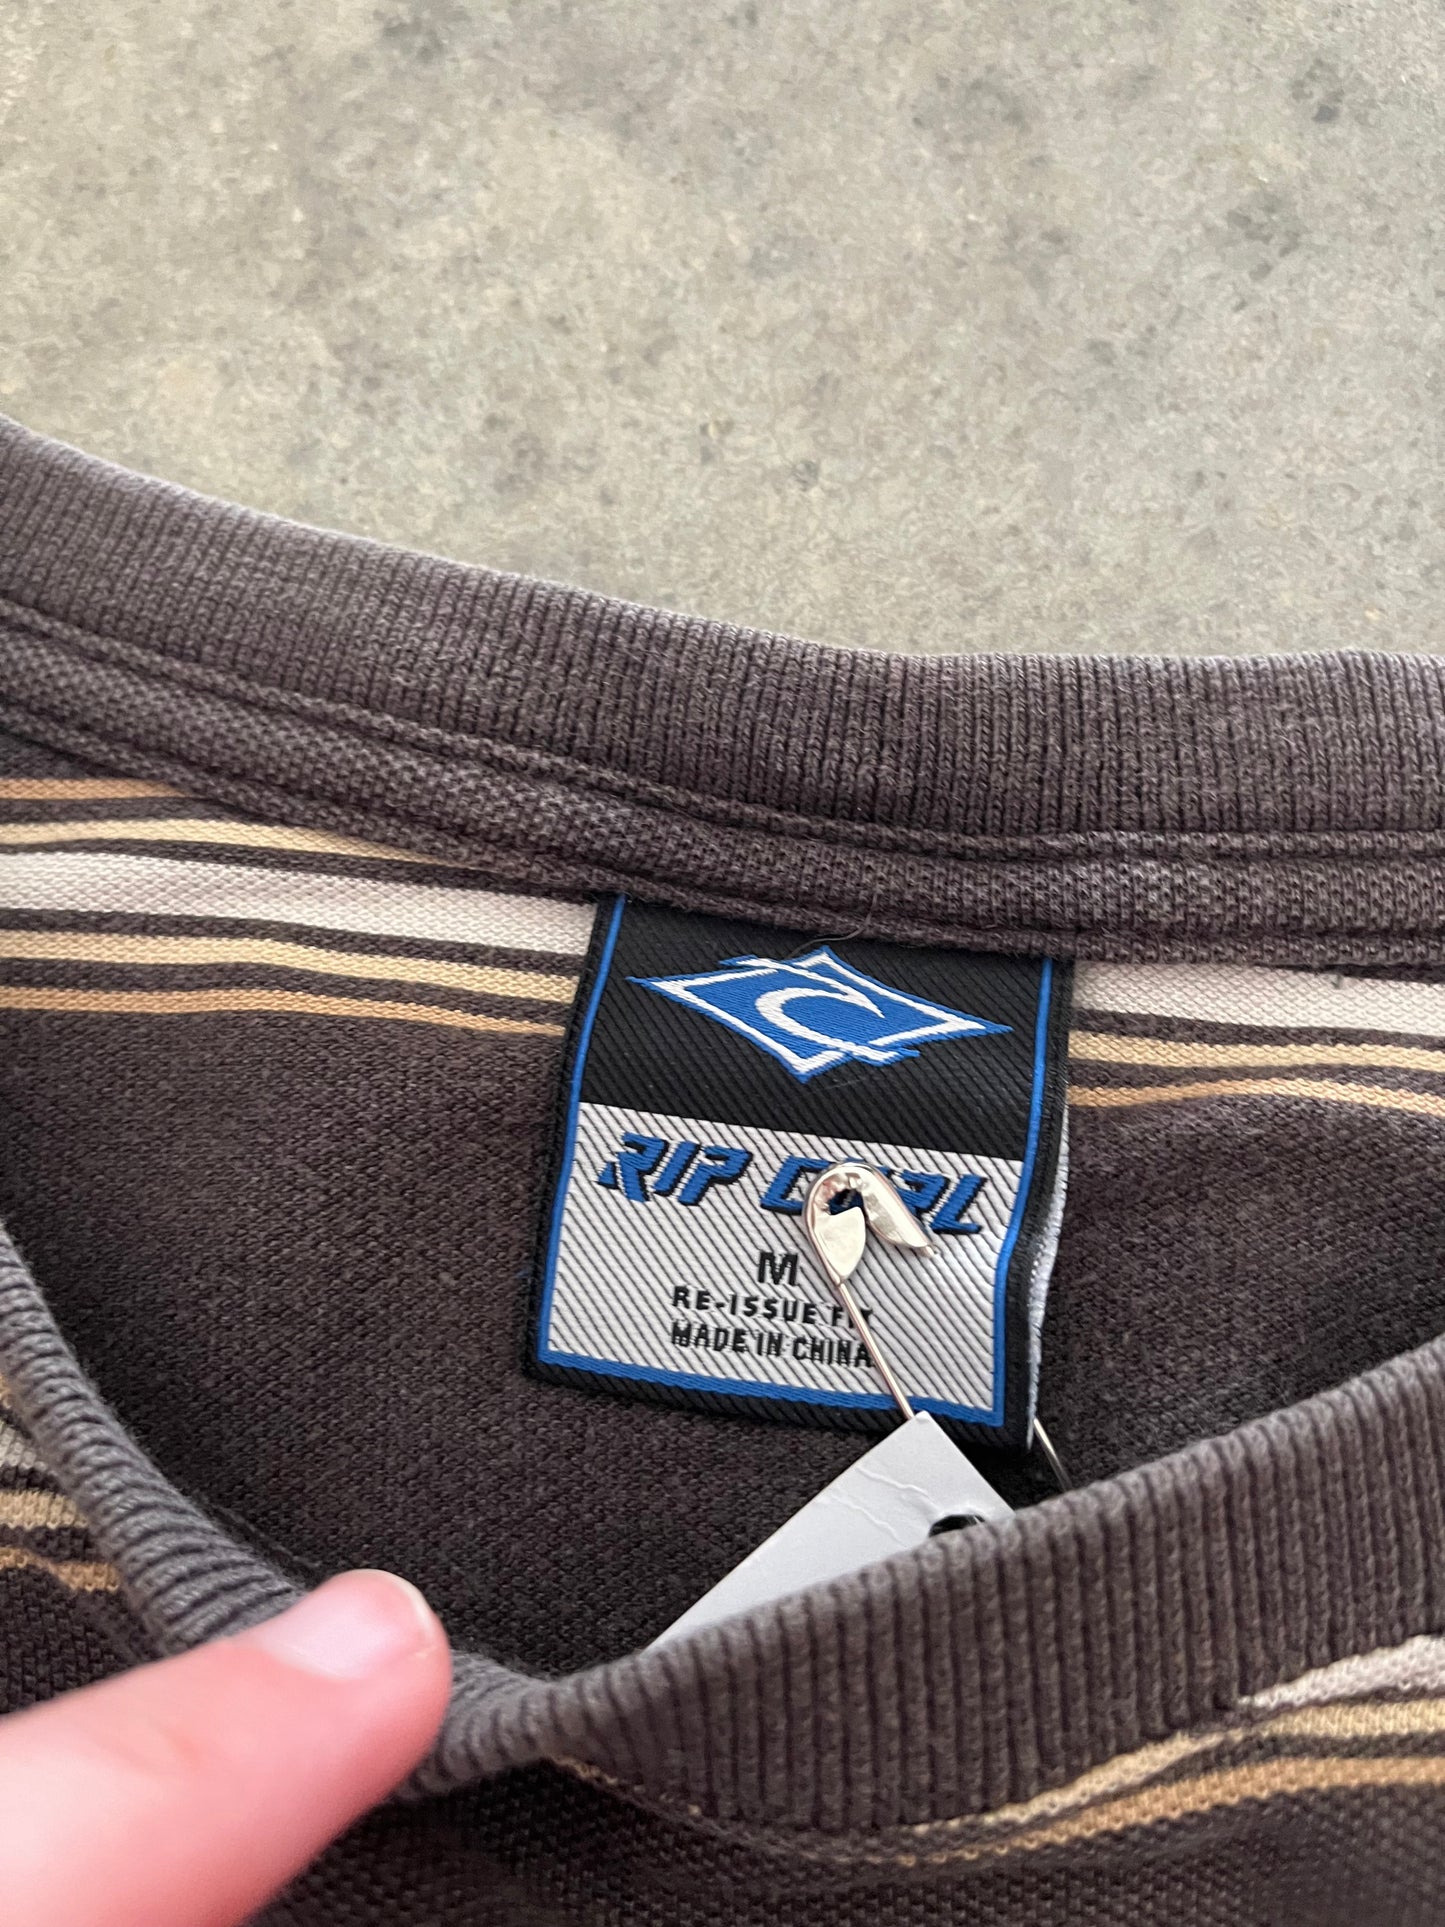 RIP CURL
M
RE-ISSUE FIT
MADE IN CHINA